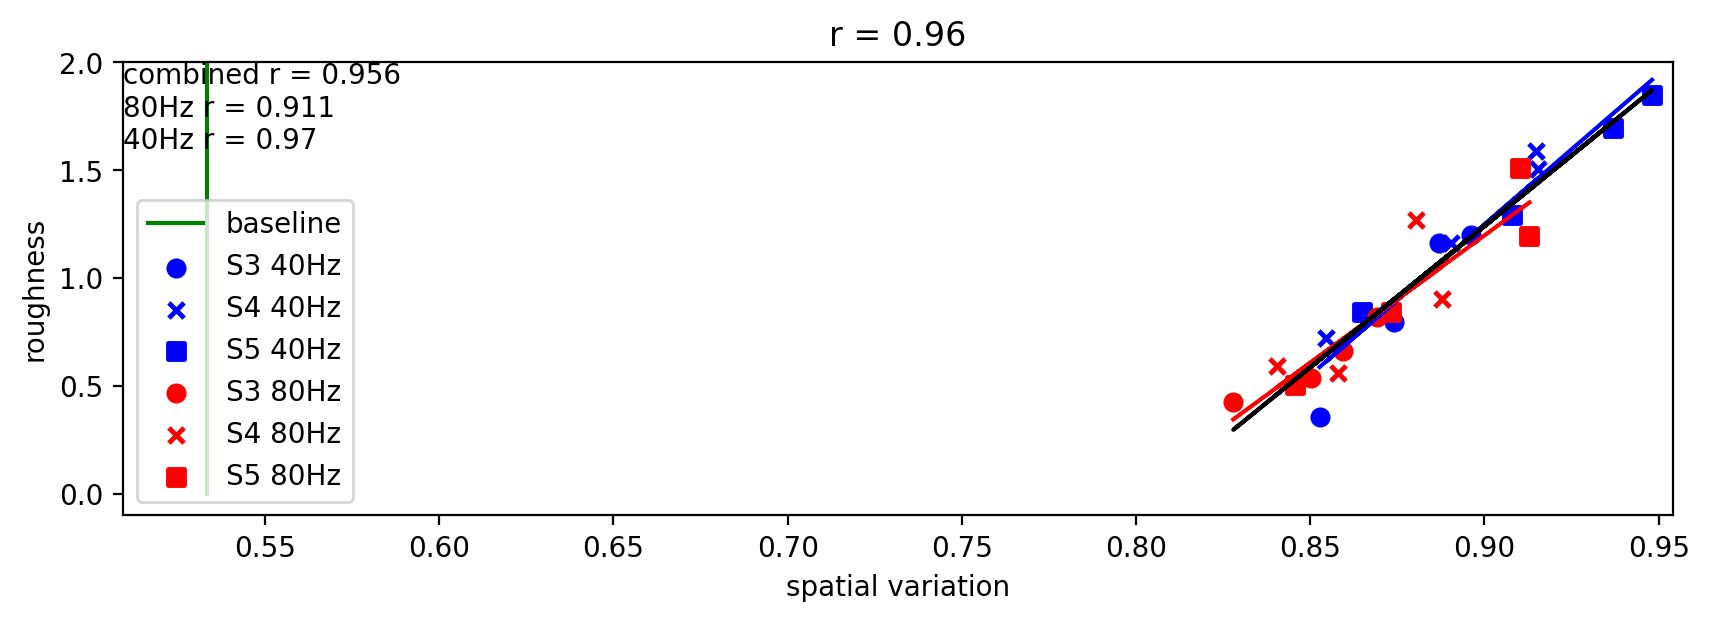 r = 0.96
combined r = 0.956
80Hz r = 0.911
40Hz r = 0.97
2.0
1.5
1.0
0.5
0.0
roughness
baseline
S3 40Hz
S4 40Hz
S5 40Hz
S3 80Hz
S4 80Hz
S5 80Hz
0.55 0.60 0.65 0.70 0.75 0.80 0.85 0.90 0.95
spatial variation